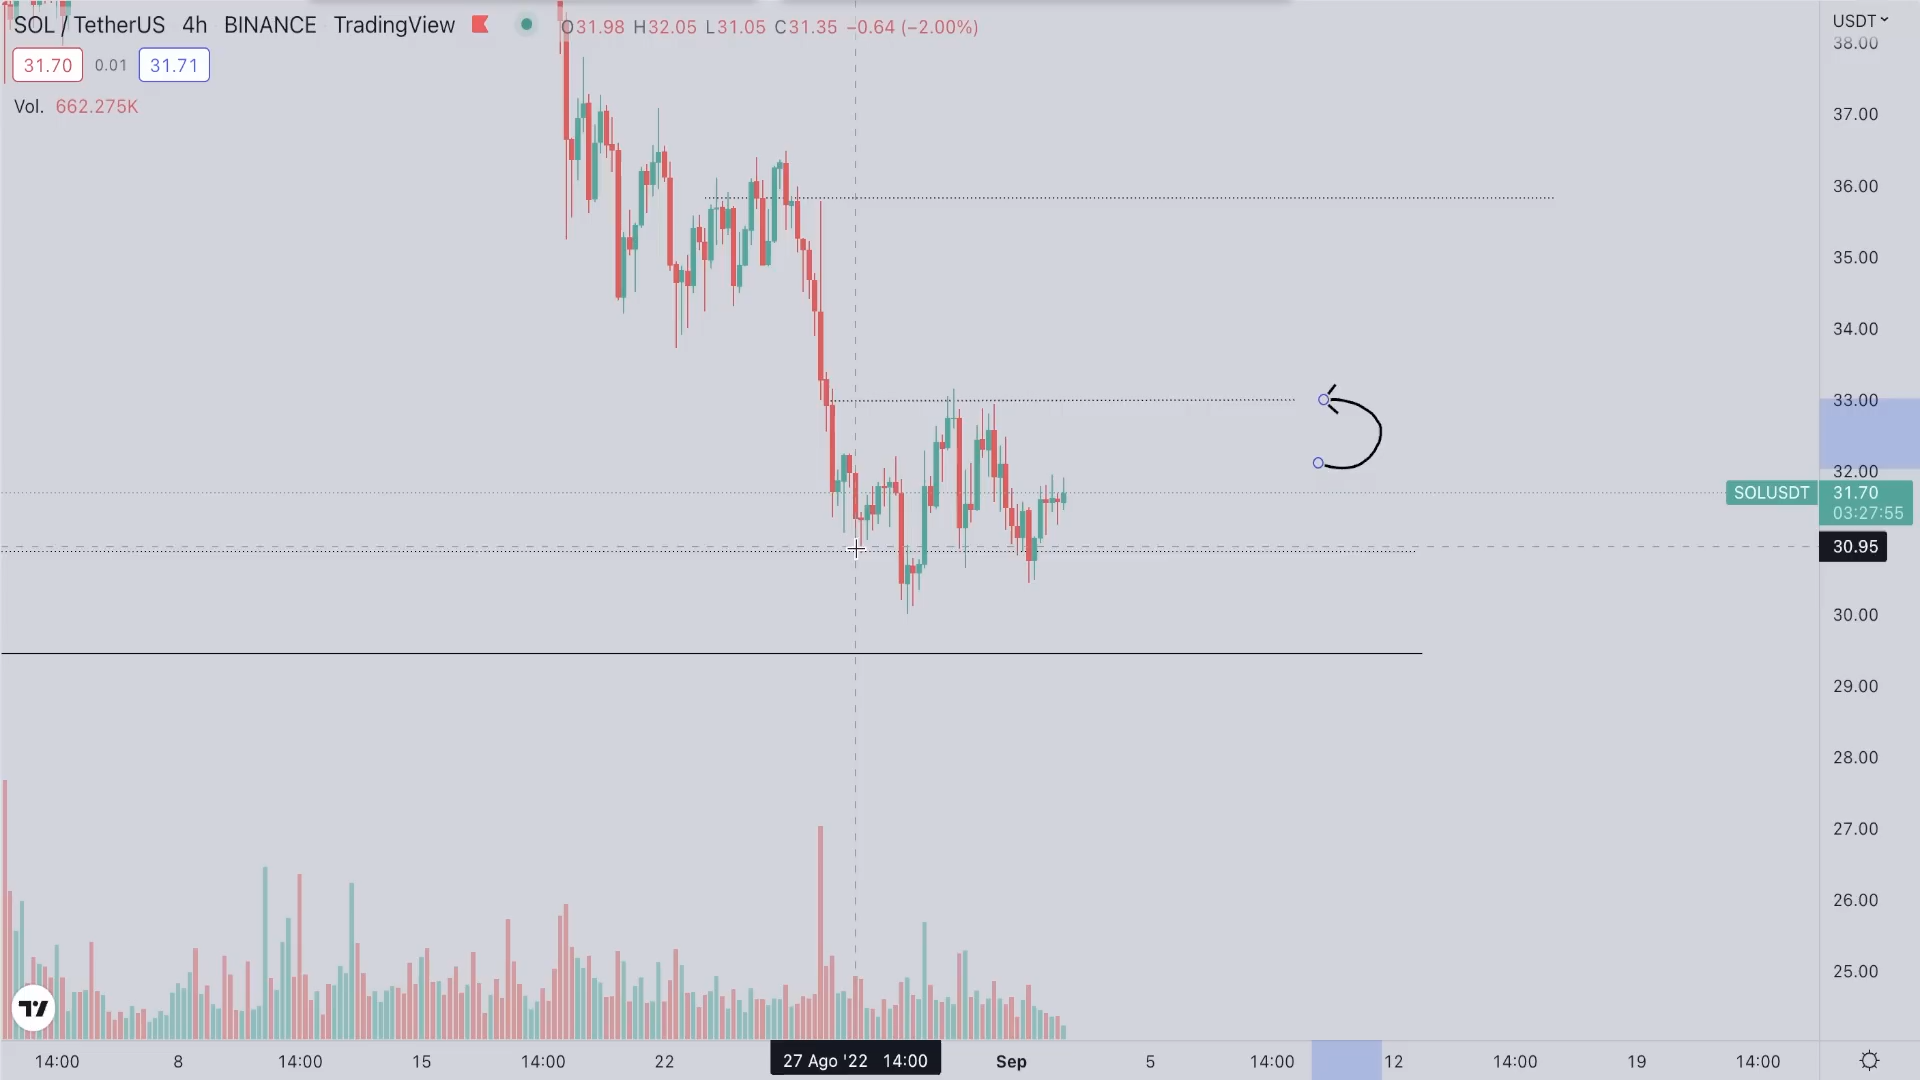 SOL / TetherUS 4h BINANCE TradingView O31.98 H32.05 L31.05 C31.35 −0.64 (−2.00%)
31.70 0.01 31.71
Vol. 662.275K
USDT
38.00
37.00
36.00
35.00
34.00
33.00
32.00
SOLUSDT 31.70
03:27:55
30.95
30.00
29.00
28.00
27.00
26.00
25.00
14:00 8 14:00 15 14:00 22 27 Ago '22 14:00 Sep 5 14:00 12 14:00 19 14:00